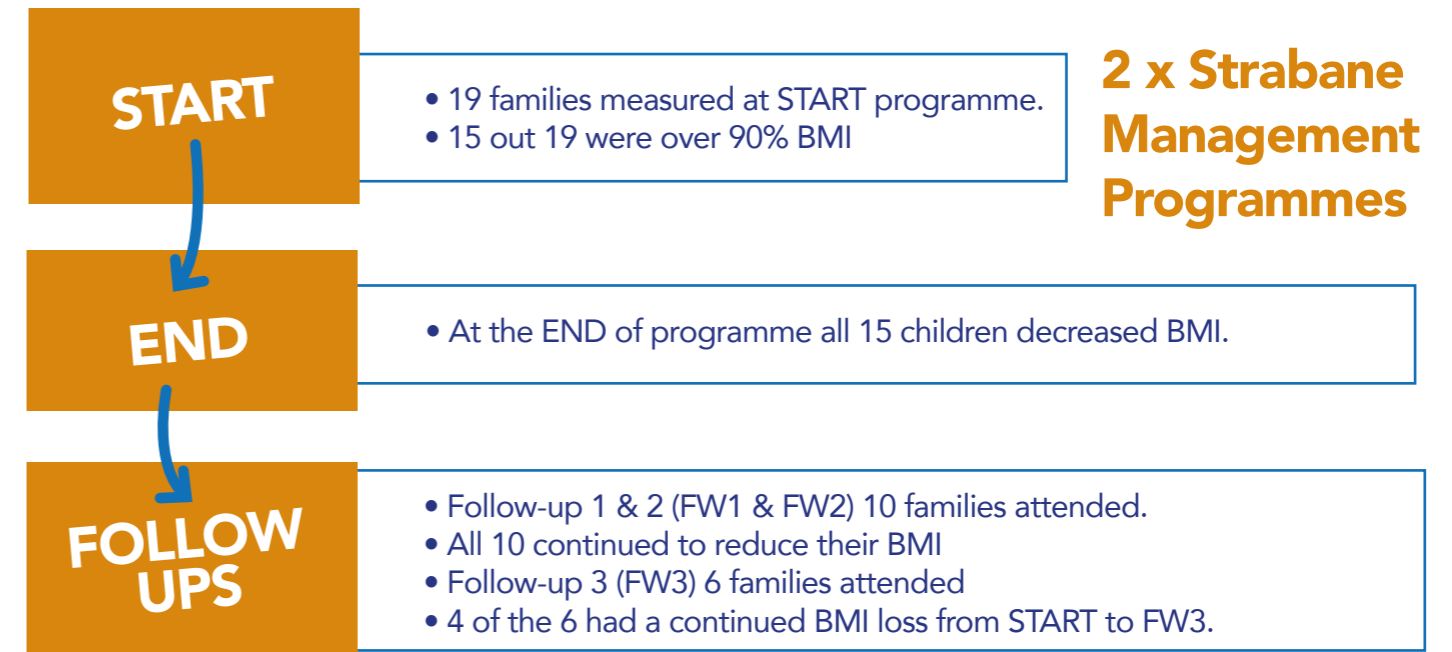 START
• 19 families measured at START programme.
• 15 out 19 were over 90% BMI
2 x Strabane
Management
Programmes
END
• At the END of programme all 15 children decreased BMI.
FOLLOW
UPS
• Follow-up 1 & 2 (FW1 & FW2) 10 families attended.
• All 10 continued to reduce their BMI
• Follow-up 3 (FW3) 6 families attended
• 4 of the 6 had a continued BMI loss from START to FW3.